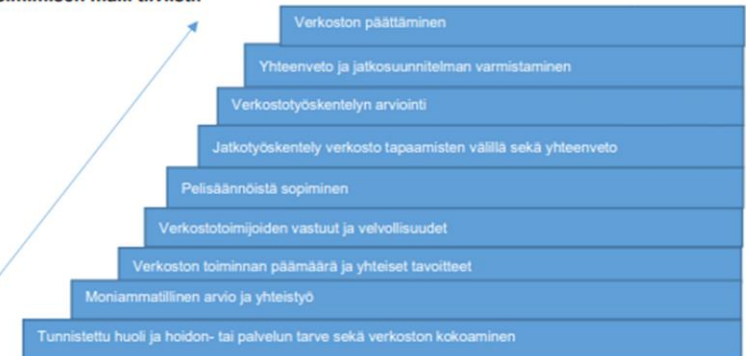 Verkoston päättäminen
Yhteenveto ja jatkosuunnitelman varmistaminen
Verkostotyöskentelyn arviointi
Jatkotyöskentely verkosto tapaamisten välillä sekä yhteenveto
Pelisäännöistä sopiminen
Verkostotoimijoiden vastuut ja velvollisuudet
Verkoston toiminnan päämäärä ja yhteiset tavoitteet
Moniammatillinen arvio ja yhteistyö
Tunnistettu huoli ja hoidon- tai palvelun tarve sekä verkoston kokoaminen